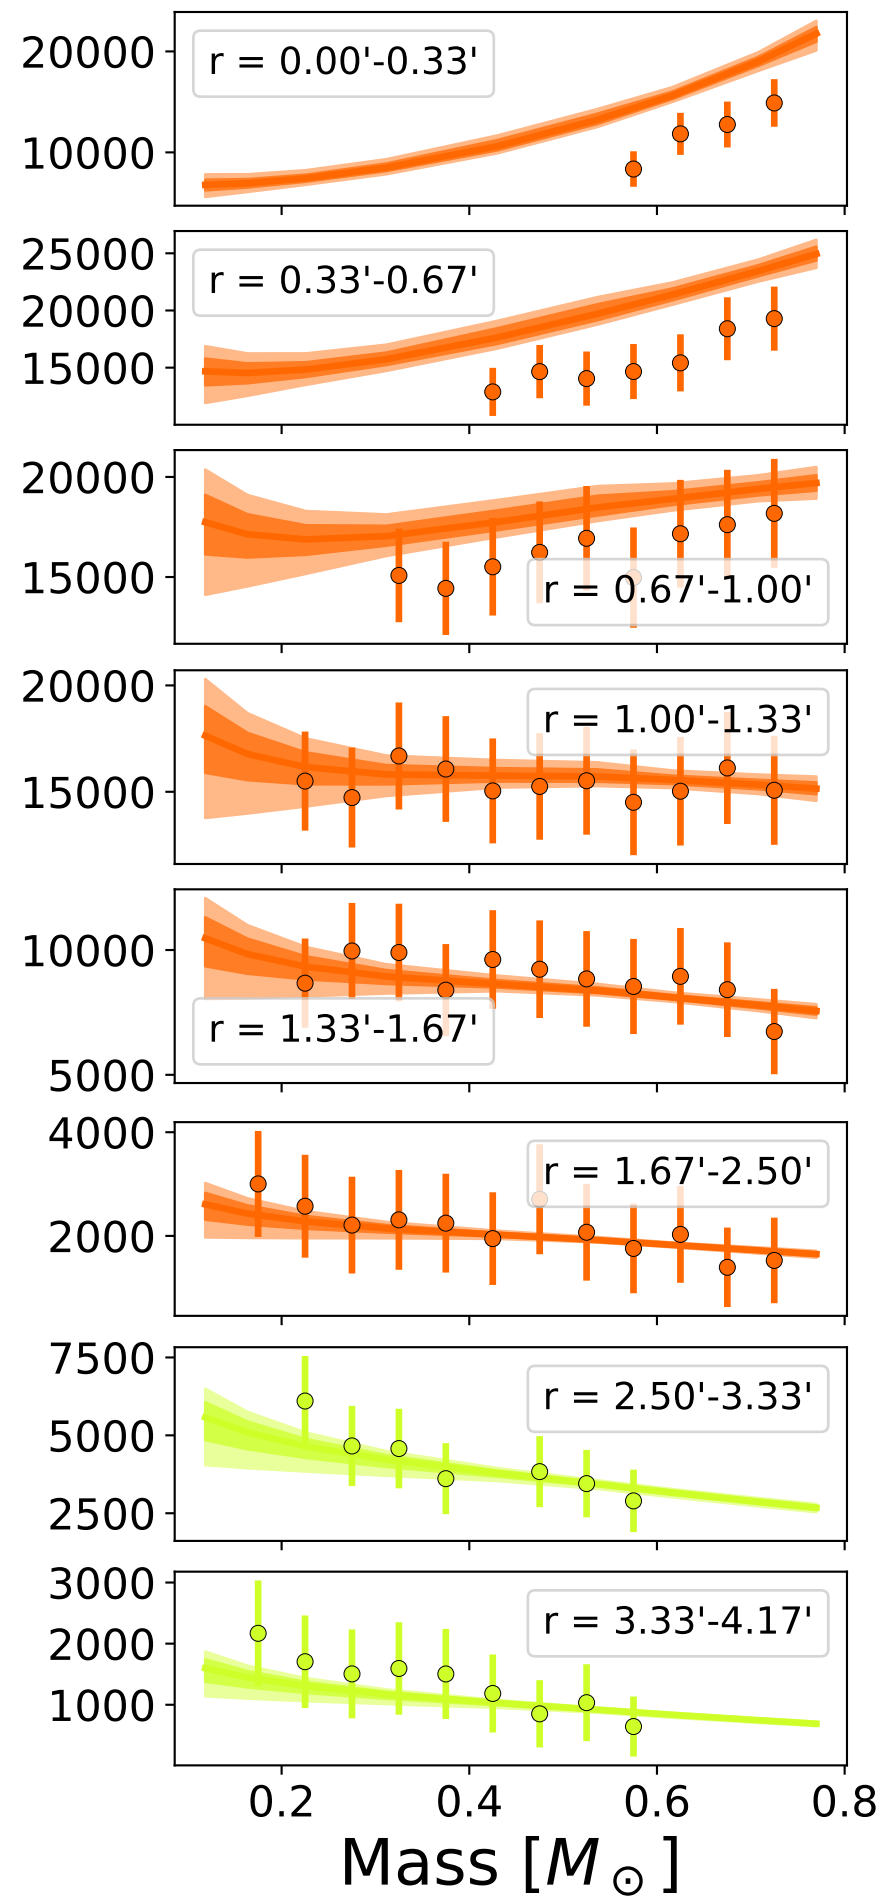 20000
r = 0.00'-0.33'
10000
25000
r = 0.33'-0.67'
20000
15000
20000
15000
r = 0.67'-1.00'
20000
r = 1.00'-1.33'
15000
10000
r = 1.33'-1.67'
5000
4000
r = 1.67'-2.50'
2000
7500
r = 2.50'-3.33'
5000
2500
3000
r = 3.33'-4.17'
2000
1000
0.2 0.4 0.6 0.8
Mass [M⊙]